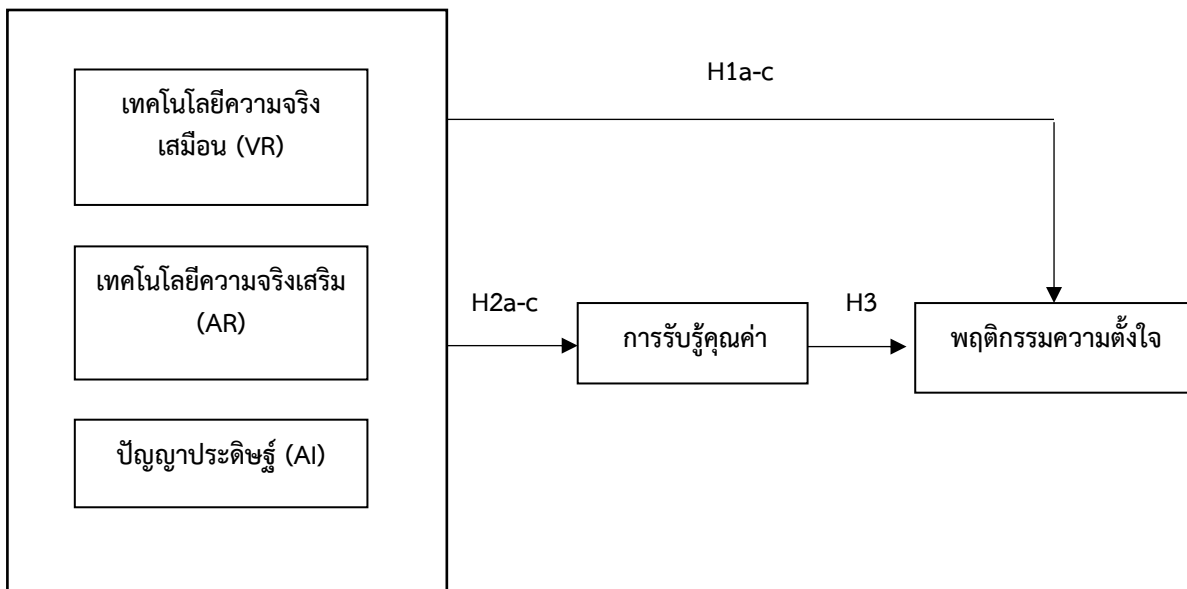 H1a-c
เทคโนโลยีความจริง
เสมือน (VR)
เทคโนโลยีความจริงเสริม
(AR)
H2a-c
H3
การรับรู้คุณค่า
พฤติกรรมความตั้งใจ
ปัญญาประดิษฐ์ (AI)